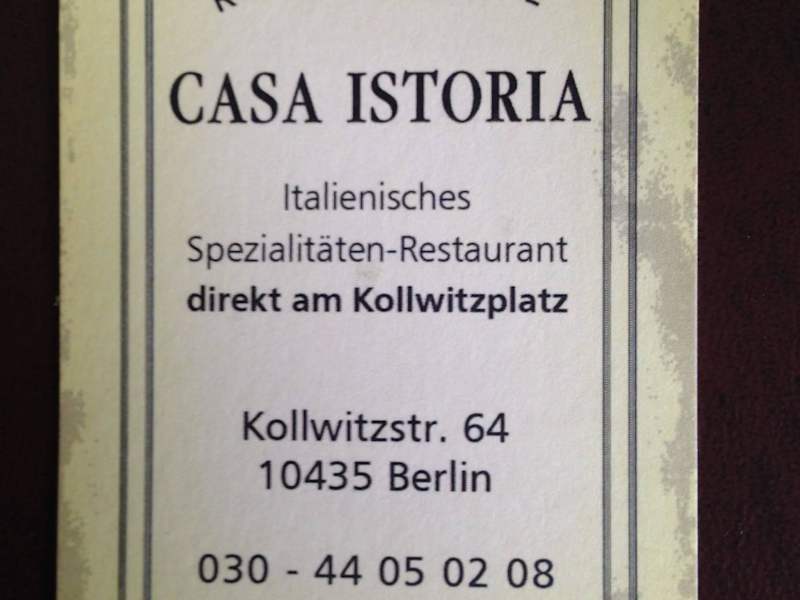 CASA ISTORIA
Italienisches
Spezialitäten-Restaurant
direkt am Kollwitzplatz
Kollwitzstr. 64
10435 Berlin
030 - 44 05 02 08